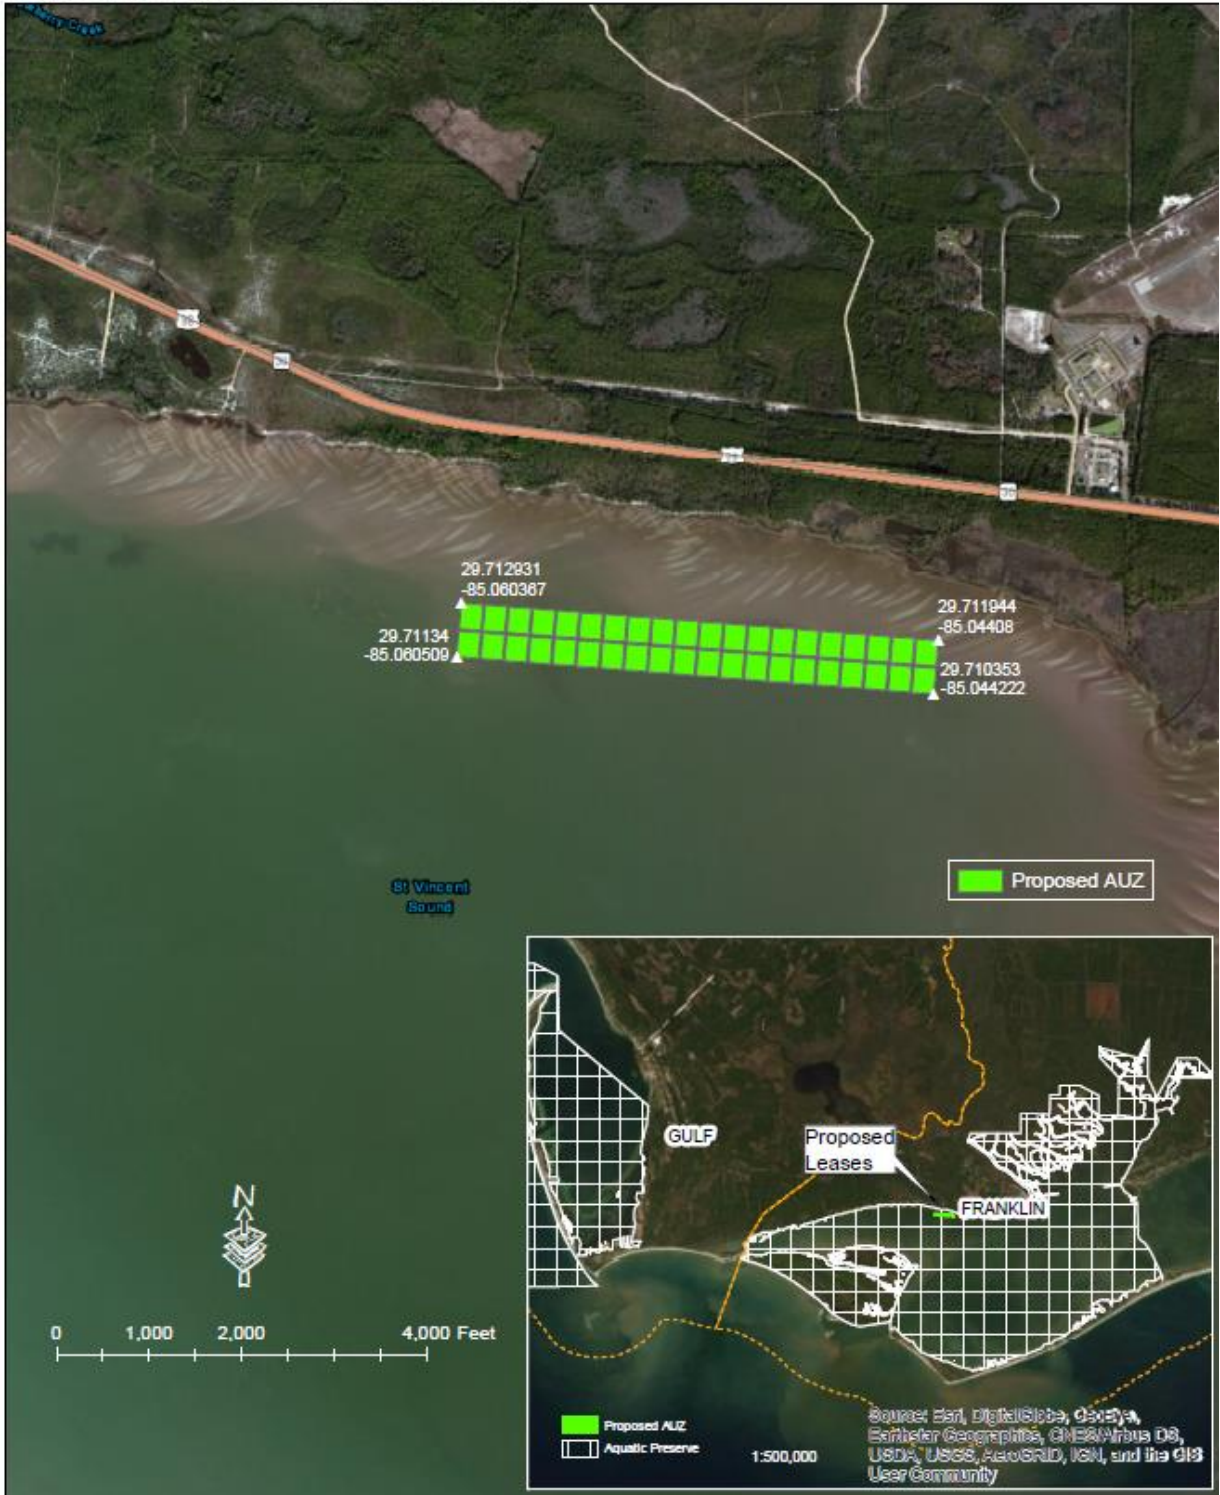 Creek
98
30
29.712931
-85.060367
29.711944
-85.04408
29.71134
-85.060509
29.710353
-85.044222
St Vincent
Sound
Proposed AUZ
GULF
Proposed
Leases
FRANKLIN
N
0 1,000 2,000 4,000 Feet
Proposed AUZ
Aquatic Preserve
1:500,000
Source: Esri, DigitalGlobe, GeoEye,
Earthstar Geographics, CNES/Airbus DS,
USDA, USGS, AeroGRID, IGN, and the GIS
User Community